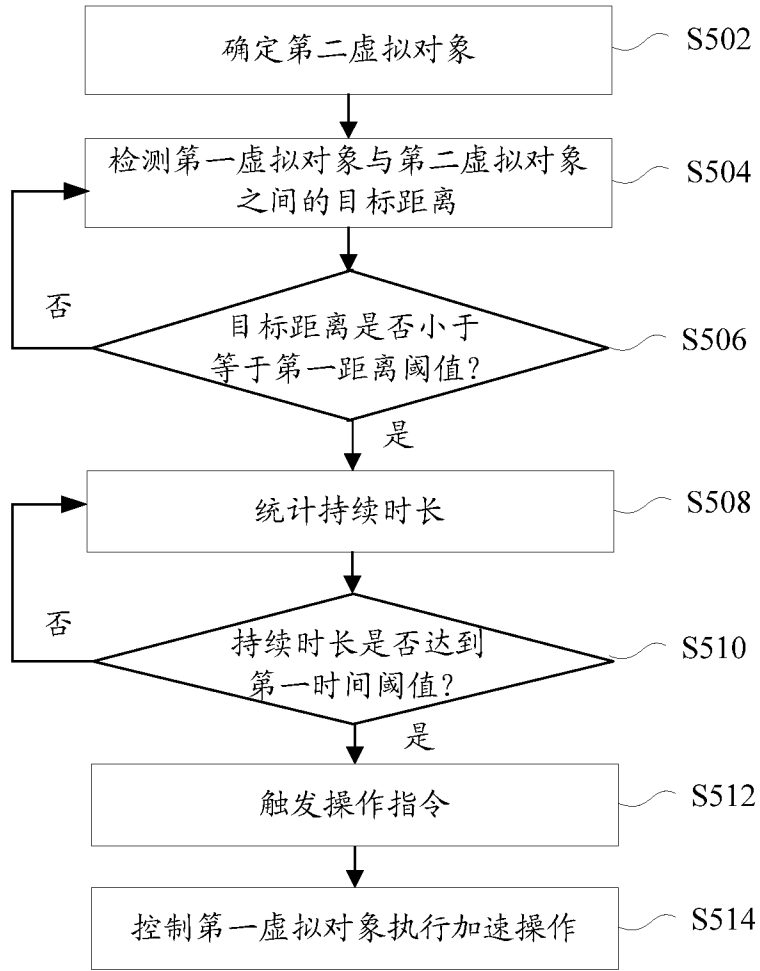 确定第二虚拟对象
S502
检测第一虚拟对象与第二虚拟对象
之间的目标距离
S504
否
目标距离是否小于
等于第一距离阈值？
S506
是
统计持续时长
S508
否
持续时长是否达到
第一时间阈值？
S510
是
触发操作指令
S512
控制第一虚拟对象执行加速操作
S514